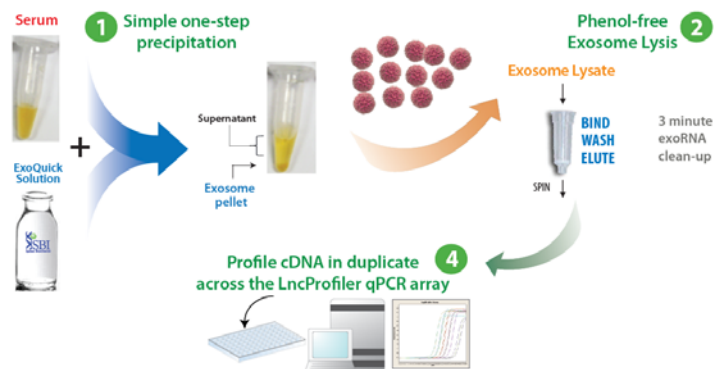 Serum
1
Simple one-step
precipitation
ExoQuick
Solution
SBI
+
Supernatant
Exosome
pellet
Phenol-free
Exosome Lysis
2
Exosome Lysate
BIND
WASH
ELUTE
3 minute
exoRNA
clean-up
SPIN
Profile cDNA in duplicate
across the LncProfiler qPCR array
4